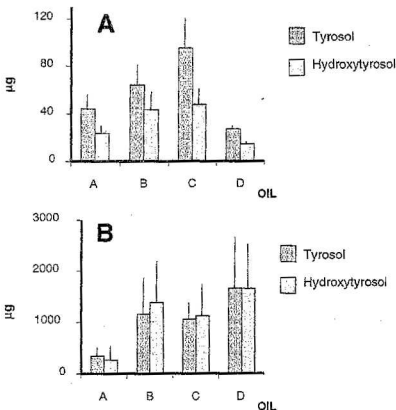 120
A
80
40
0
µg
Tyrosol
Hydroxytyrosol
A B C D
OIL
3000
B
2000
1000
0
µg
Tyrosol
Hydroxytyrosol
A B C D
OIL